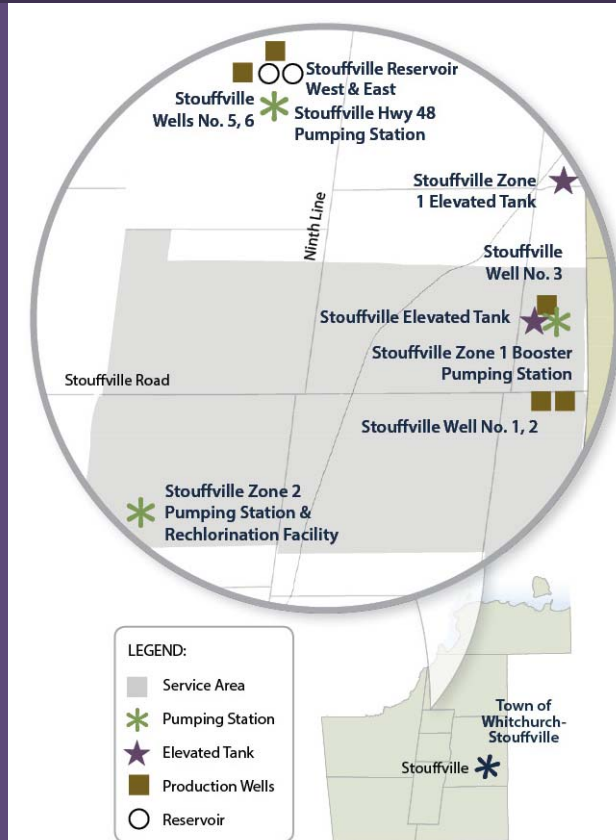 Stouffville Reservoir
West & East
Stouffville
Wells No. 5, 6
Stouffville Hwy 48
Pumping Station
Stouffville Zone
1 Elevated Tank
Ninth Line
Stouffville
Well No. 3
Stouffville Elevated Tank
Stouffville Zone 1 Booster
Pumping Station
Stouffville Road
Stouffville Well No. 1, 2
Stouffville Zone 2
Pumping Station &
Rechlorination Facility
LEGEND:
Service Area
Pumping Station
Elevated Tank
Production Wells
Reservoir
Town of
Whitchurch-
Stouffville
Stouffville